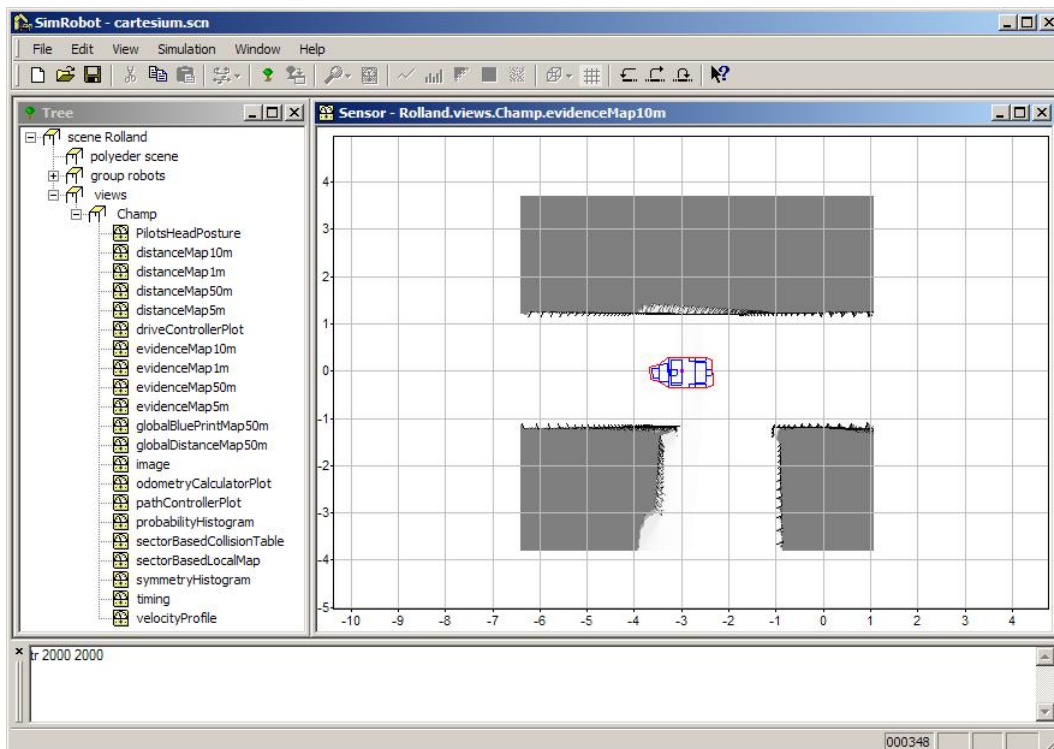 SimRobot - cartesium.scn
File Edit View Simulation Window Help
Tree
scene Rolland
polyeder scene
group robots
views
Champ
PilotsHeadPosture
distanceMap10m
distanceMap1m
distanceMap50m
distanceMap5m
driveControllerPlot
evidenceMap10m
evidenceMap1m
evidenceMap50m
evidenceMap5m
globalBluePrintMap50m
globalDistanceMap50m
image
odometryCalculatorPlot
pathControllerPlot
probabilityHistogram
sectorBasedCollisionTable
sectorBasedLocalMap
symmetryHistogram
timing
velocityProfile
Sensor - Rolland.views.Champ.evidenceMap10m
4
3
2
1
0
-1
-2
-3
-4
-5
-10 -9 -8 -7 -6 -5 -4 -3 -2 -1 0 1 2 3 4
tr 2000 2000
000348